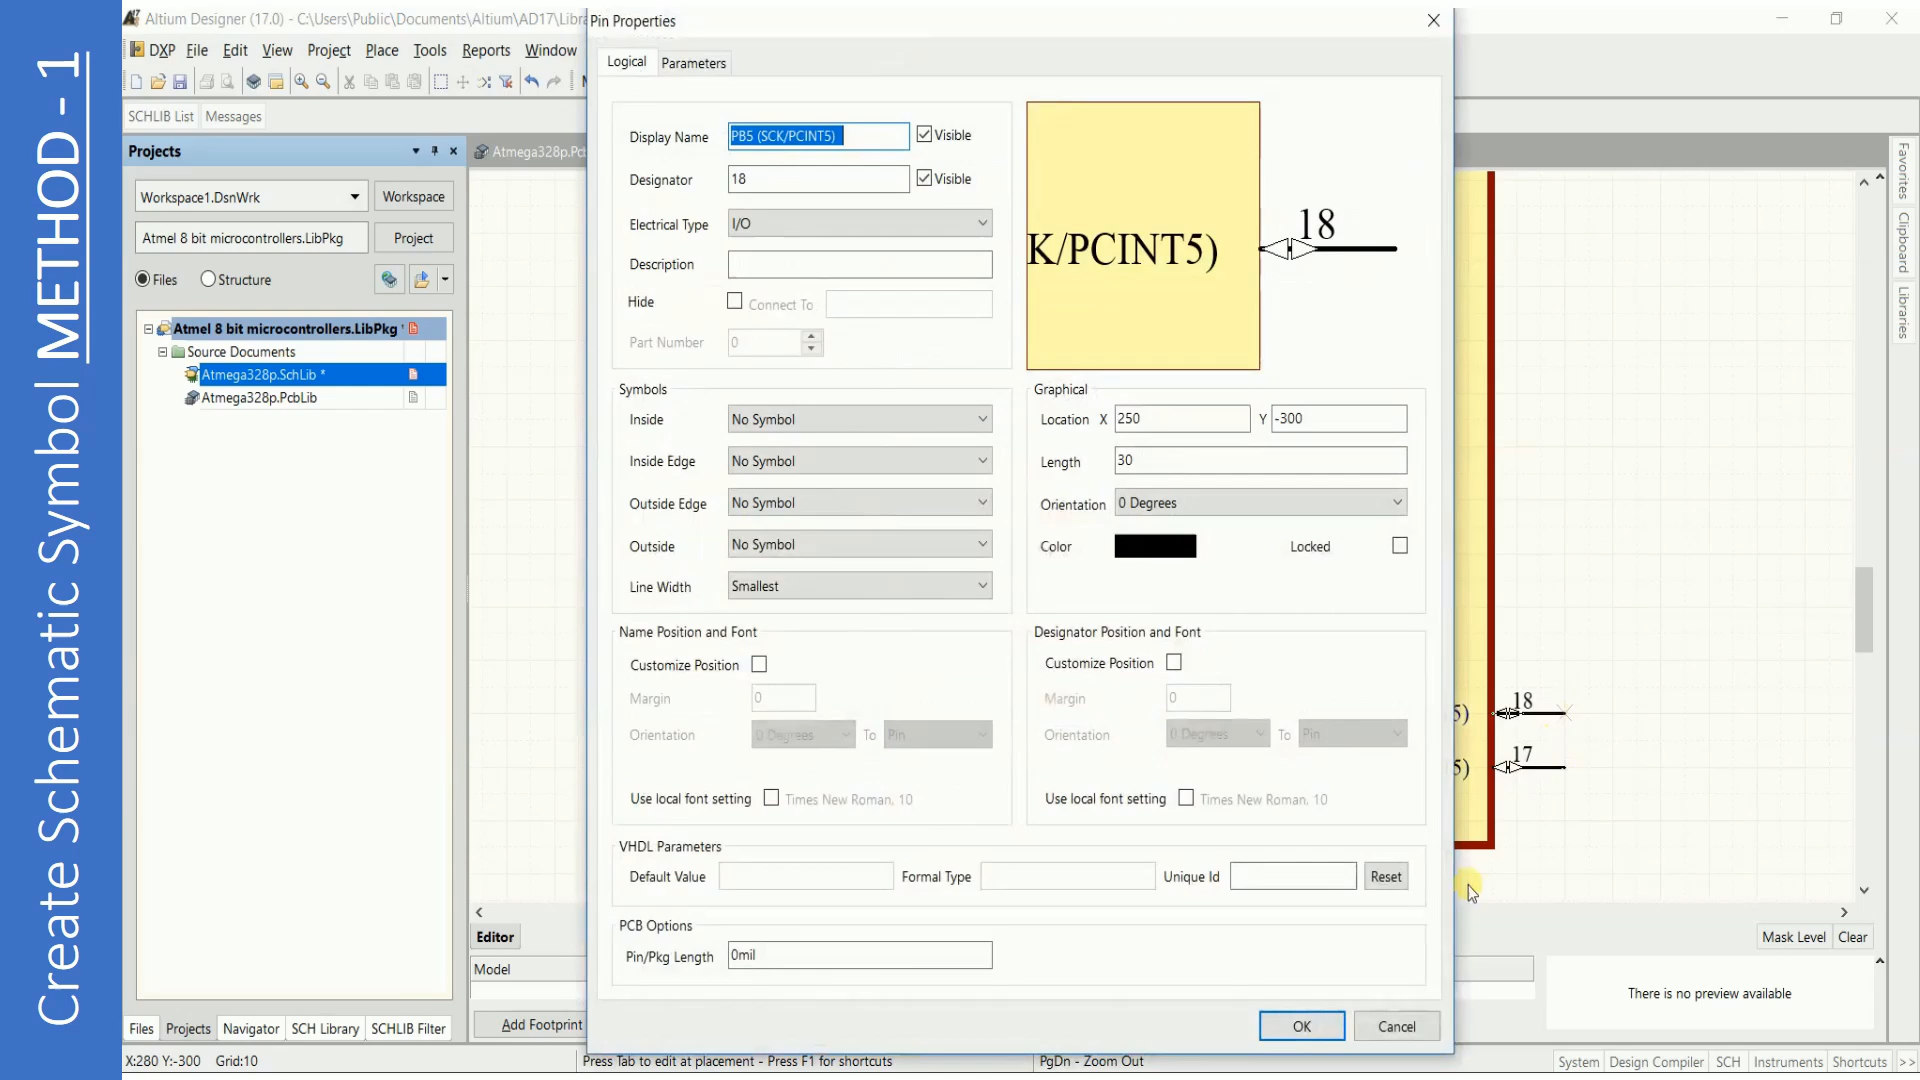 Create Schematic Symbol METHOD - 1
Altium Designer (17.0) - C:\Users\Public\Documents\Altium\AD17\Libra
DXP File Edit View Project Place Tools Reports Window
SCHLIB List Messages
Projects
Workspace1.DsnWrk Workspace
Atmel 8 bit microcontrollers.LibPkg Project
Files Structure
Atmel 8 bit microcontrollers.LibPkg *
Source Documents
Atmega328p.SchLib *
Atmega328p.PcbLib
Files Projects Navigator SCH Library SCHLIB Filter
X:280 Y:-300 Grid:10
Atmega328p.Pcb
Pin Properties
Logical Parameters
Display Name PB5 (SCK/PCINT5) Visible
Designator 18 Visible
Electrical Type I/O
Description
Hide Connect To
Part Number 0
K/PCINT5) 18
Symbols
Inside No Symbol
Inside Edge No Symbol
Outside Edge No Symbol
Outside No Symbol
Line Width Smallest
Graphical
Location X 250 Y -300
Length 30
Orientation 0 Degrees
Color Locked
Name Position and Font
Customize Position
Margin 0
Orientation 0 Degrees To Pin
Use local font setting Times New Roman, 10
Designator Position and Font
Customize Position
Margin 0
Orientation 0 Degrees To Pin
Use local font setting Times New Roman, 10
VHDL Parameters
Default Value Formal Type Unique Id Reset
PCB Options
Pin/Pkg Length 0mil
OK Cancel
5) 18
5) 17
Favorites
Clipboard
Libraries
Editor
Model
Add Footprint
Mask Level Clear
There is no preview available
Press Tab to edit at placement - Press F1 for shortcuts
PgDn - Zoom Out
System Design Compiler SCH Instruments Shortcuts >>